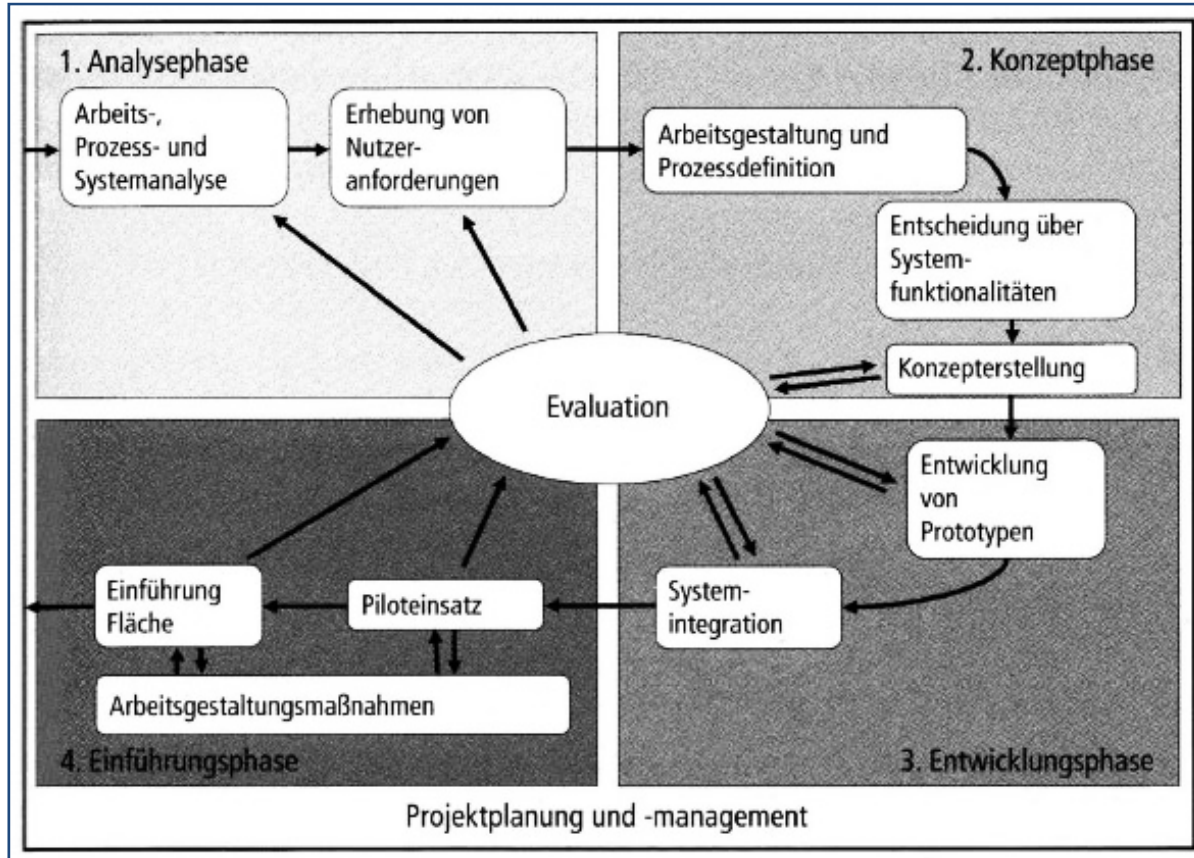 1. Analysephase
Arbeits-,
Prozess- und
Systemanalyse
Erhebung von
Nutzer-
anforderungen
2. Konzeptphase
Arbeitsgestaltung und
Prozessdefinition
Entscheidung über
System-
funktionalitäten
Konzepterstellung
Evaluation
Entwicklung
von
Prototypen
System-
integration
3. Entwicklungsphase
Piloteinsatz
Einführung
Fläche
Arbeitsgestaltungsmaßnahmen
4. Einführungsphase
Projektplanung und -management